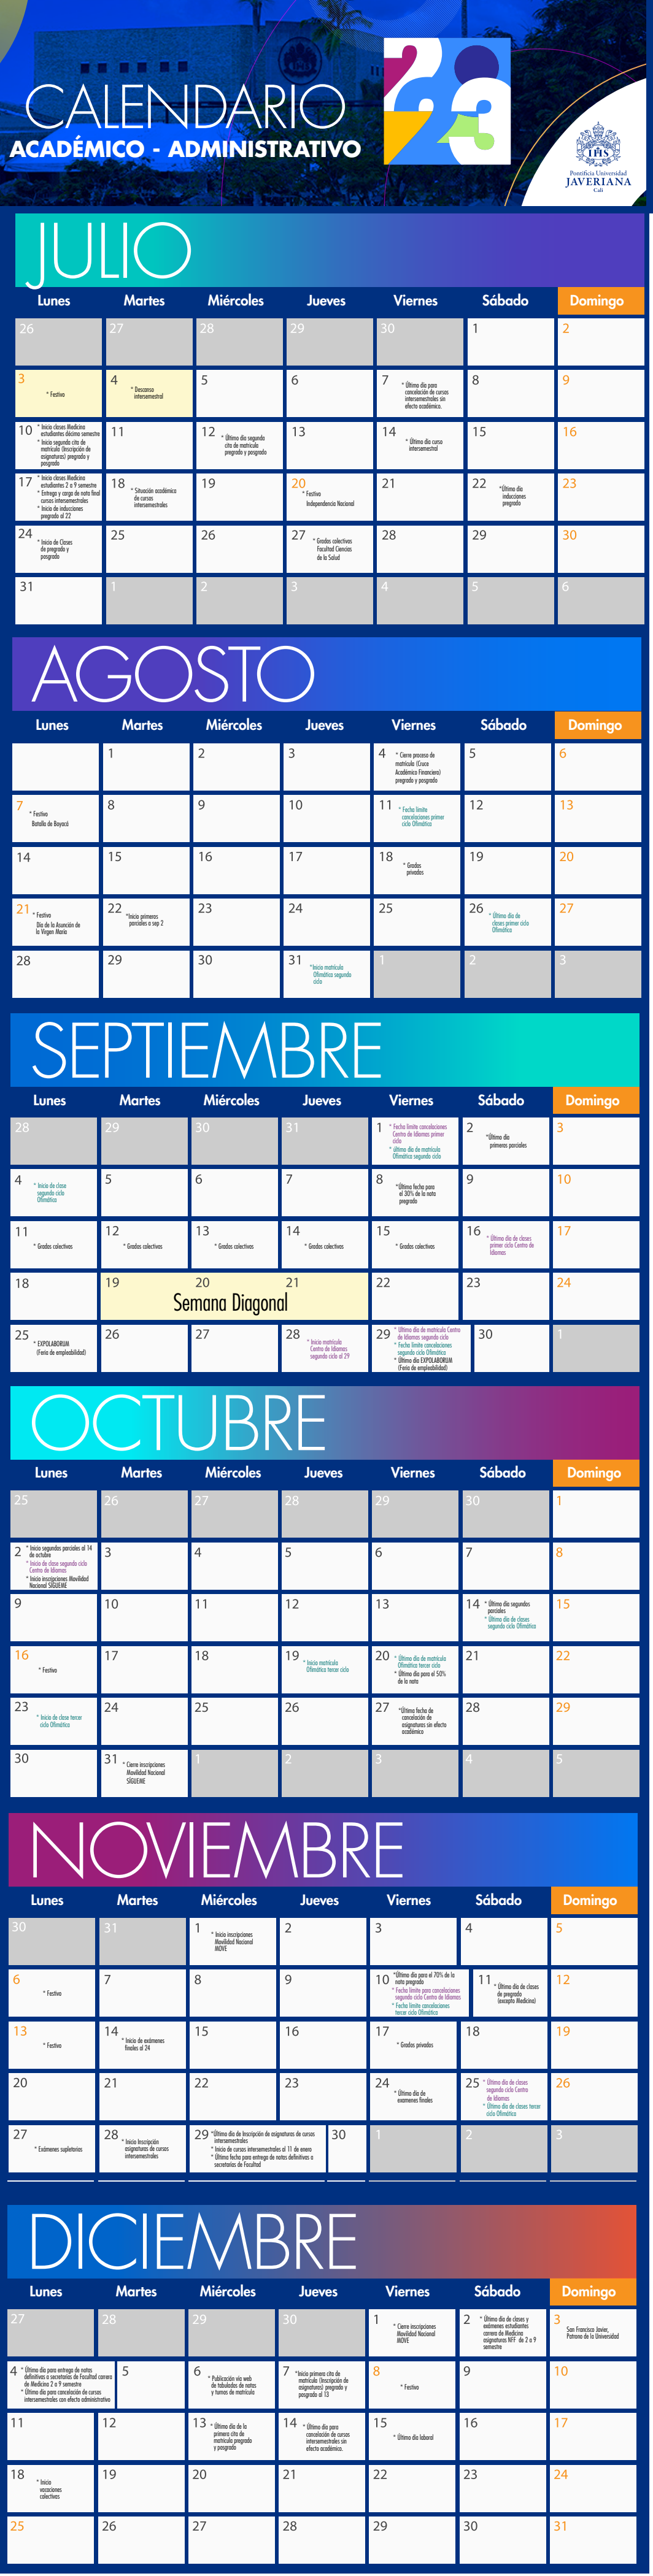 CALENDARIO
ACADÉMICO - ADMINISTRATIVO
2023
IHS
Pontificia Universidad
JAVERIANA
Cali
JULIO
Lunes Martes Miércoles Jueves Viernes Sábado Domingo
26 27 28 29 30 1 2
3 * Festivo
4 * Descanso
intersemestral
5 6
7 * Último día para
cancelación de cursos
intersemestrales sin
efecto académico.
8 9
10 * Inicio clases Medicina
estudiantes décimo semestre
* Inicio segundo cita de
matrícula (Inscripción de
asignaturas) pregrado y
posgrado
11
12 * Último día segundo
cita de matrícula
pregrado y posgrado
13
14 * Último día curso
intersemestral
15 16
17 * Inicio clases Medicina
estudiantes 2 a 9 semestre
* Entrega y cargo de nota final
cursos intersemestrales
* Inicio de inducciones
pregrado al 22
18 * Situación académica
de cursos
intersemestrales
19
20 * Festivo
Independencia Nacional
21
22 *Último día
inducciones
pregrado
23
24 * Inicio de Clases
de pregrado y
posgrado
25 26
27 * Grados colectivos
Facultad Ciencias
de la Salud
28 29 30
31 1 2 3 4 5 6
AGOSTO
Lunes Martes Miércoles Jueves Viernes Sábado Domingo
1 2 3
4 * Cierre proceso de
matrícula (Cruce
Académico Financiero)
pregrado y posgrado
5 6
7 * Festivo
Batalla de Boyacá
8 9 10
11 * Fecha límite
cancelaciones primer
ciclo Ofimática
12 13
14 15 16 17
18 * Grados
privados
19 20
21 * Festivo
Día de la Asunción de
la Virgen María
22 *Inicio primeros
parciales a sep 2
23 24 25
26 * Último día de
clases primer ciclo
Ofimática
27
28 29 30
31 *Inicio matrícula
Ofimática segundo
ciclo
1 2 3
SEPTIEMBRE
Lunes Martes Miércoles Jueves Viernes Sábado Domingo
28 29 30 31
1 * Fecha límite cancelaciones
Centro de Idiomas primer
ciclo
* último día de matrícula
Ofimática segundo ciclo
2 *Último día
primeros parciales
3
4 * Inicio de clase
segundo ciclo
Ofimática
5 6 7
8 *Última fecha para
el 30% de la nota
pregrado
9 10
11 * Grados colectivos
12 * Grados colectivos
13 * Grados colectivos
14 * Grados colectivos
15 * Grados colectivos
16 * Último día de clases
primer ciclo Centro de
Idiomas
17
18 19 20 21 22 23 24
Semana Diagonal
25 * EXPOLABORUM
(Feria de empleabilidad)
26 27
28 * Inicio matrícula
Centro de Idiomas
segundo ciclo al 29
29 * Último día de matrícula Centro
de Idiomas segundo ciclo
* Fecha límite cancelaciones
segundo ciclo Ofimática
* Último día EXPOLABORUM
(Feria de empleabilidad)
30 1
OCTUBRE
Lunes Martes Miércoles Jueves Viernes Sábado Domingo
25 26 27 28 29 30 1
2 * Inicio segundos parciales al 14
de octubre
* Inicio de clase segundo ciclo
Centro de Idiomas
* Inicio inscripciones Movilidad
Nacional SÍGUEME
3 4 5 6 7 8
9 10 11 12 13
14 * Último día segundos
parciales
* Último día de clases
segundo ciclo Ofimática
15
16 * Festivo
17 18
19 * Inicio matrícula
Ofimática tercer ciclo
20 * Último día de matrícula
Ofimática tercer ciclo
* Último día para el 50%
de la nota
21 22
23 * Inicio de clase tercer
ciclo Ofimática
24 25 26
27 *Última fecha de
cancelación de
asignaturas sin efecto
académico
28 29
30
31 * Cierre inscripciones
Movilidad Nacional
SÍGUEME
1 2 3 4 5
NOVIEMBRE
Lunes Martes Miércoles Jueves Viernes Sábado Domingo
30 31
1 * Inicio inscripciones
Movilidad Nacional
MOVE
2 3 4 5
6 * Festivo
7 8 9
10 *Último día para el 70% de la
nota pregrado
* Fecha límite para cancelaciones
segundo ciclo Centro de Idiomas
* Fecha límite cancelaciones
tercer ciclo Ofimática
11 * Último día de clases
de pregrado
(excepto Medicina)
12
13 * Festivo
14 * Inicio de exámenes
finales al 24
15 16
17 * Grados privados
18 19
20 21 22 23
24 * Último día de
examenes finales
25 * Último día de clases
segundo ciclo Centro
de Idiomas
* Último día de clases tercer
ciclo Ofimática
26
27 * Exámenes supletorios
28 * Inicio Inscripción
asignaturas de cursos
intersemestrales
29 *Último día de Inscripción de asignaturas de cursos
intersemestrales
* Inicio de cursos intersemestrales al 11 de enero
* Última fecha para entrega de notas definitivas a
secretarías de Facultad
30 1 2 3
DICIEMBRE
Lunes Martes Miércoles Jueves Viernes Sábado Domingo
27 28 29 30
1 * Cierre inscripciones
Movilidad Nacional
MOVE
2 * Último día de clases y
exámenes estudiantes
carrera de Medicina
asignaturas NFF de 2 a 9
semestre
3 San Francisco Javier,
Patrono de la Universidad
4 * Último día para entrega de notas
definitivas a secretarías de Facultad carrera
de Medicina 2 a 9 semestre
* Último día para cancelación de cursos
intersemestrales con efecto administrativo
5
6 * Publicación vía web
de tabulados de notas
y turnos de matrícula
7 *Inicio primera cita de
matrícula (Inscripción de
asignaturas) pregrado y
posgrado al 13
8 * Festivo
9 10
11 12
13 * Último día de la
primera cita de
matrícula pregrado
y posgrado
14 * Último día para
cancelación de cursos
intersemestrales sin
efecto académico.
15 * Último día laboral
16 17
18 * Inicio
vacaciones
colectivas
19 20 21 22 23 24
25 26 27 28 29 30 31